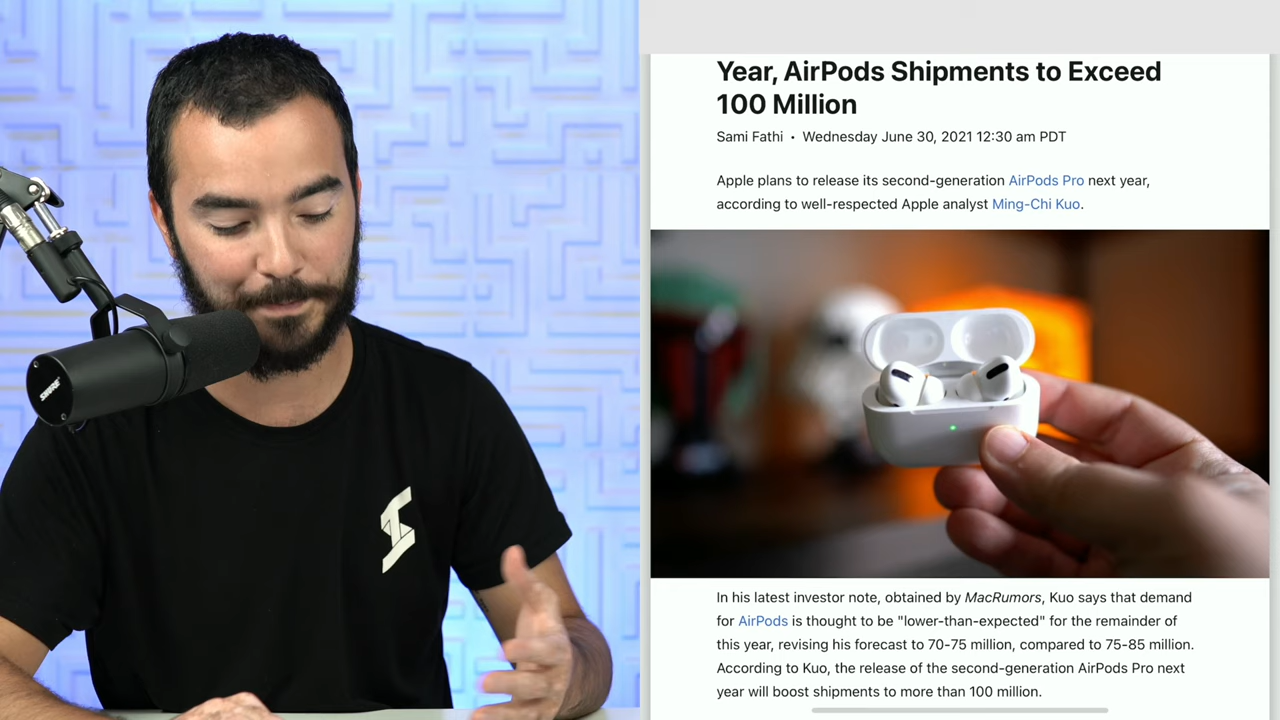 SHURE
Year, AirPods Shipments to Exceed
100 Million
Sami Fathi • Wednesday June 30, 2021 12:30 am PDT
Apple plans to release its second-generation AirPods Pro next year,
according to well-respected Apple analyst Ming-Chi Kuo.
In his latest investor note, obtained by MacRumors, Kuo says that demand
for AirPods is thought to be "lower-than-expected" for the remainder of
this year, revising his forecast to 70-75 million, compared to 75-85 million.
According to Kuo, the release of the second-generation AirPods Pro next
year will boost shipments to more than 100 million.